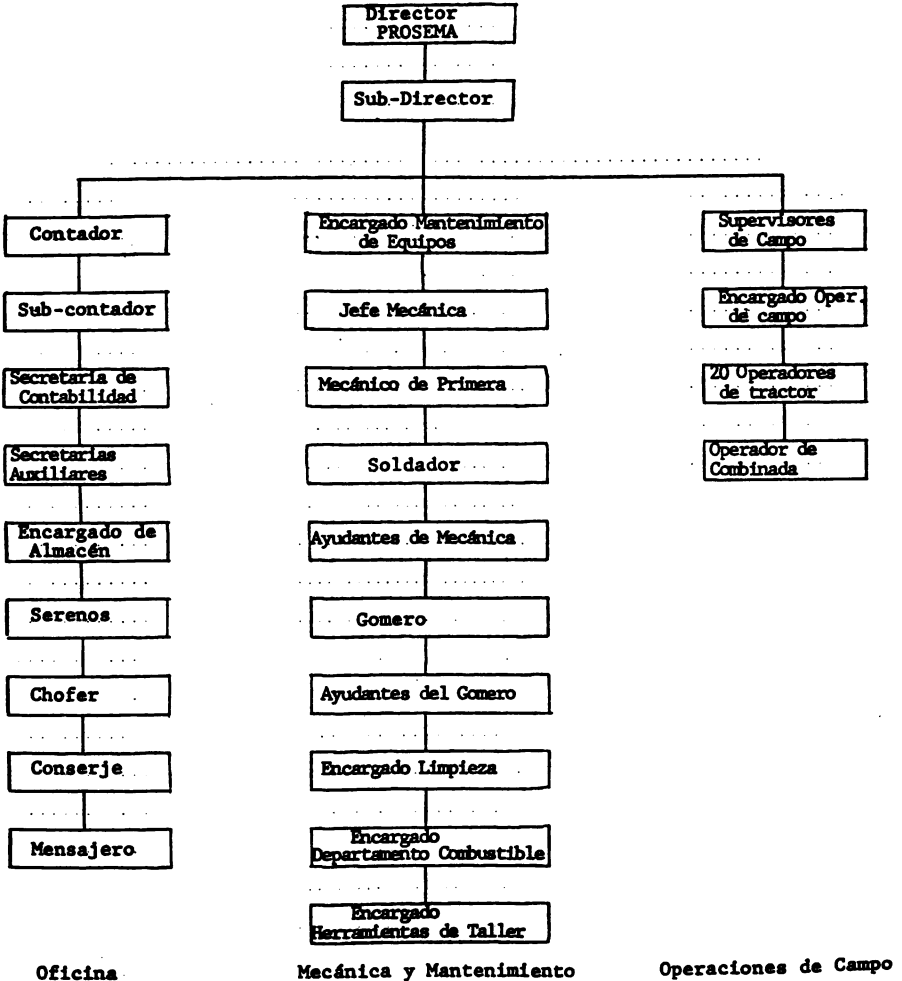 Director
PROSEMA
Sub-Director
Contador
Sub-contador
Secretaria de
Contabilidad
Secretarias
Auxiliares
Encargado de
Almacén
Serenos
Chofer
Conserje
Mensajero
Oficina
Encargado Mantenimiento
de Equipos
Jefe Mecánica
Mecánico de Primera
Soldador
Ayudantes de Mecánica
Gomero
Ayudantes del Gomero
Encargado Limpieza
Encargado
Departamento Combustible
Encargado
Herramientas de Taller
Mecánica y Mantenimiento
Supervisores
de Campo
Encargado Oper.
de campo
20 Operadores
de tractor
Operador de
Combinada
Operaciones de Campo